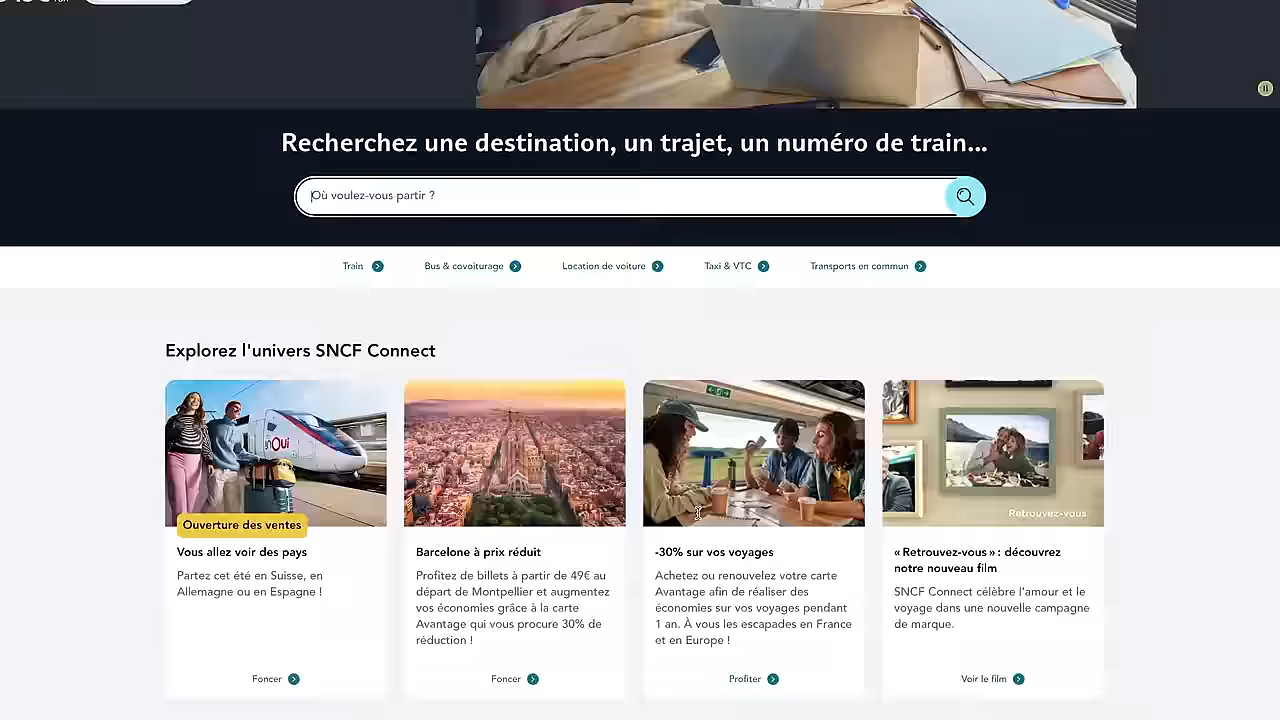 Recherchez une destination, un trajet, un numéro de train...
Où voulez-vous partir ?
Train
Bus & covoiturage
Location de voiture
Taxi & VTC
Transports en commun
Explorez l'univers SNCF Connect
inOui
Ouverture des ventes
Vous allez voir des pays
Partez cet été en Suisse, en
Allemagne ou en Espagne !
Foncer
Barcelone à prix réduit
Profitez de billets à partir de 49€ au
départ de Montpellier et augmentez
vos économies grâce à la carte
Avantage qui vous procure 30% de
réduction !
Foncer
-30% sur vos voyages
Achetez ou renouvelez votre carte
Avantage afin de réaliser des
économies sur vos voyages pendant
1 an. À vous les escapades en France
et en Europe !
Profiter
Retrouvez-vous
« Retrouvez-vous » : découvrez
notre nouveau film
SNCF Connect célèbre l'amour et le
voyage dans une nouvelle campagne
de marque.
Voir le film